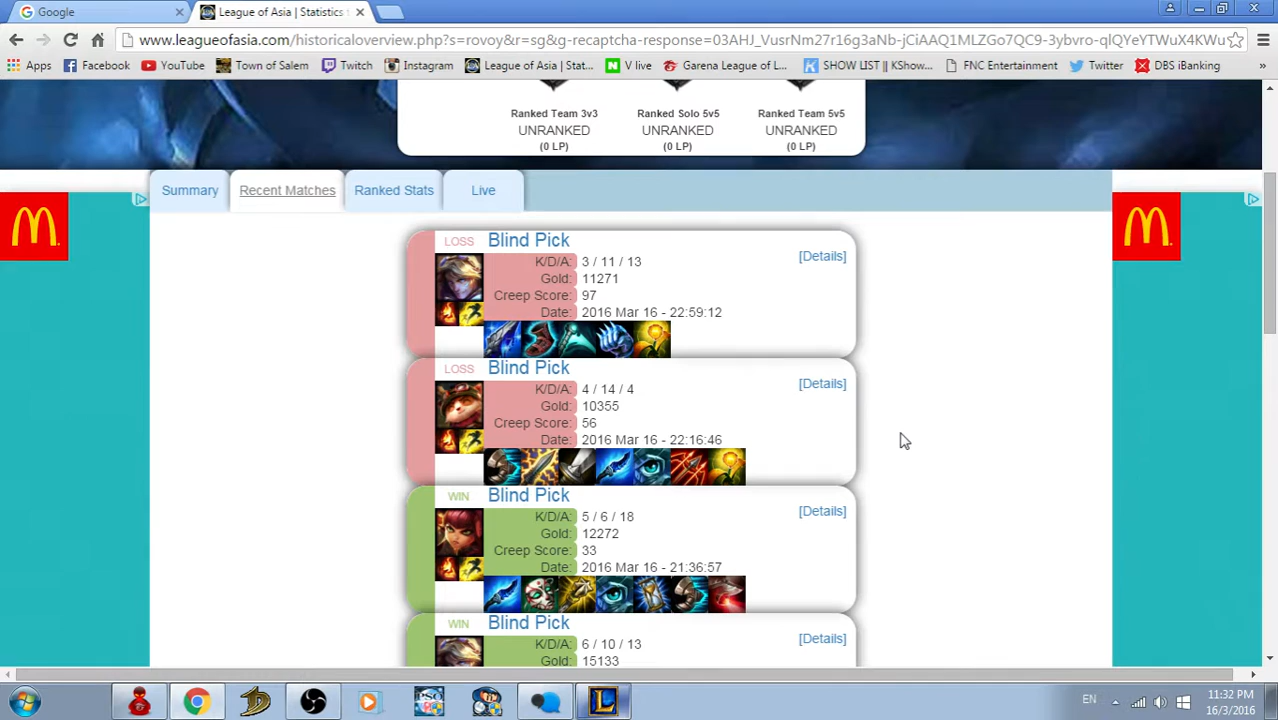 Google
League of Asia | Statistics
www.leagueofasia.com/historicaloverview.php?s=rovoy&r=sg&g-recaptcha-response=03AHJ_VusrNm27r16g3aNb-jCiAAQ1MLZGo7QC9-3ybvro-qlQYeYTWuX4KWu
Apps Facebook YouTube Town of Salem Twitch Instagram League of Asia | Stat... V live Garena League of L... SHOW LIST || KShow... FNC Entertainment Twitter DBS iBanking »
Ranked Team 3v3 Ranked Solo 5v5 Ranked Team 5v5
UNRANKED UNRANKED UNRANKED
(0 LP) (0 LP) (0 LP)
Summary Recent Matches Ranked Stats Live
LOSS Blind Pick
[Details]
K/D/A: 3 / 11 / 13
Gold: 11271
Creep Score: 97
Date: 2016 Mar 16 - 22:59:12
LOSS Blind Pick
[Details]
K/D/A: 4 / 14 / 4
Gold: 10355
Creep Score: 56
Date: 2016 Mar 16 - 22:16:46
WIN Blind Pick
[Details]
K/D/A: 5 / 6 / 18
Gold: 12272
Creep Score: 33
Date: 2016 Mar 16 - 21:36:57
WIN Blind Pick
[Details]
K/D/A: 6 / 10 / 13
Gold: 15133
EN
11:32 PM
16/3/2016